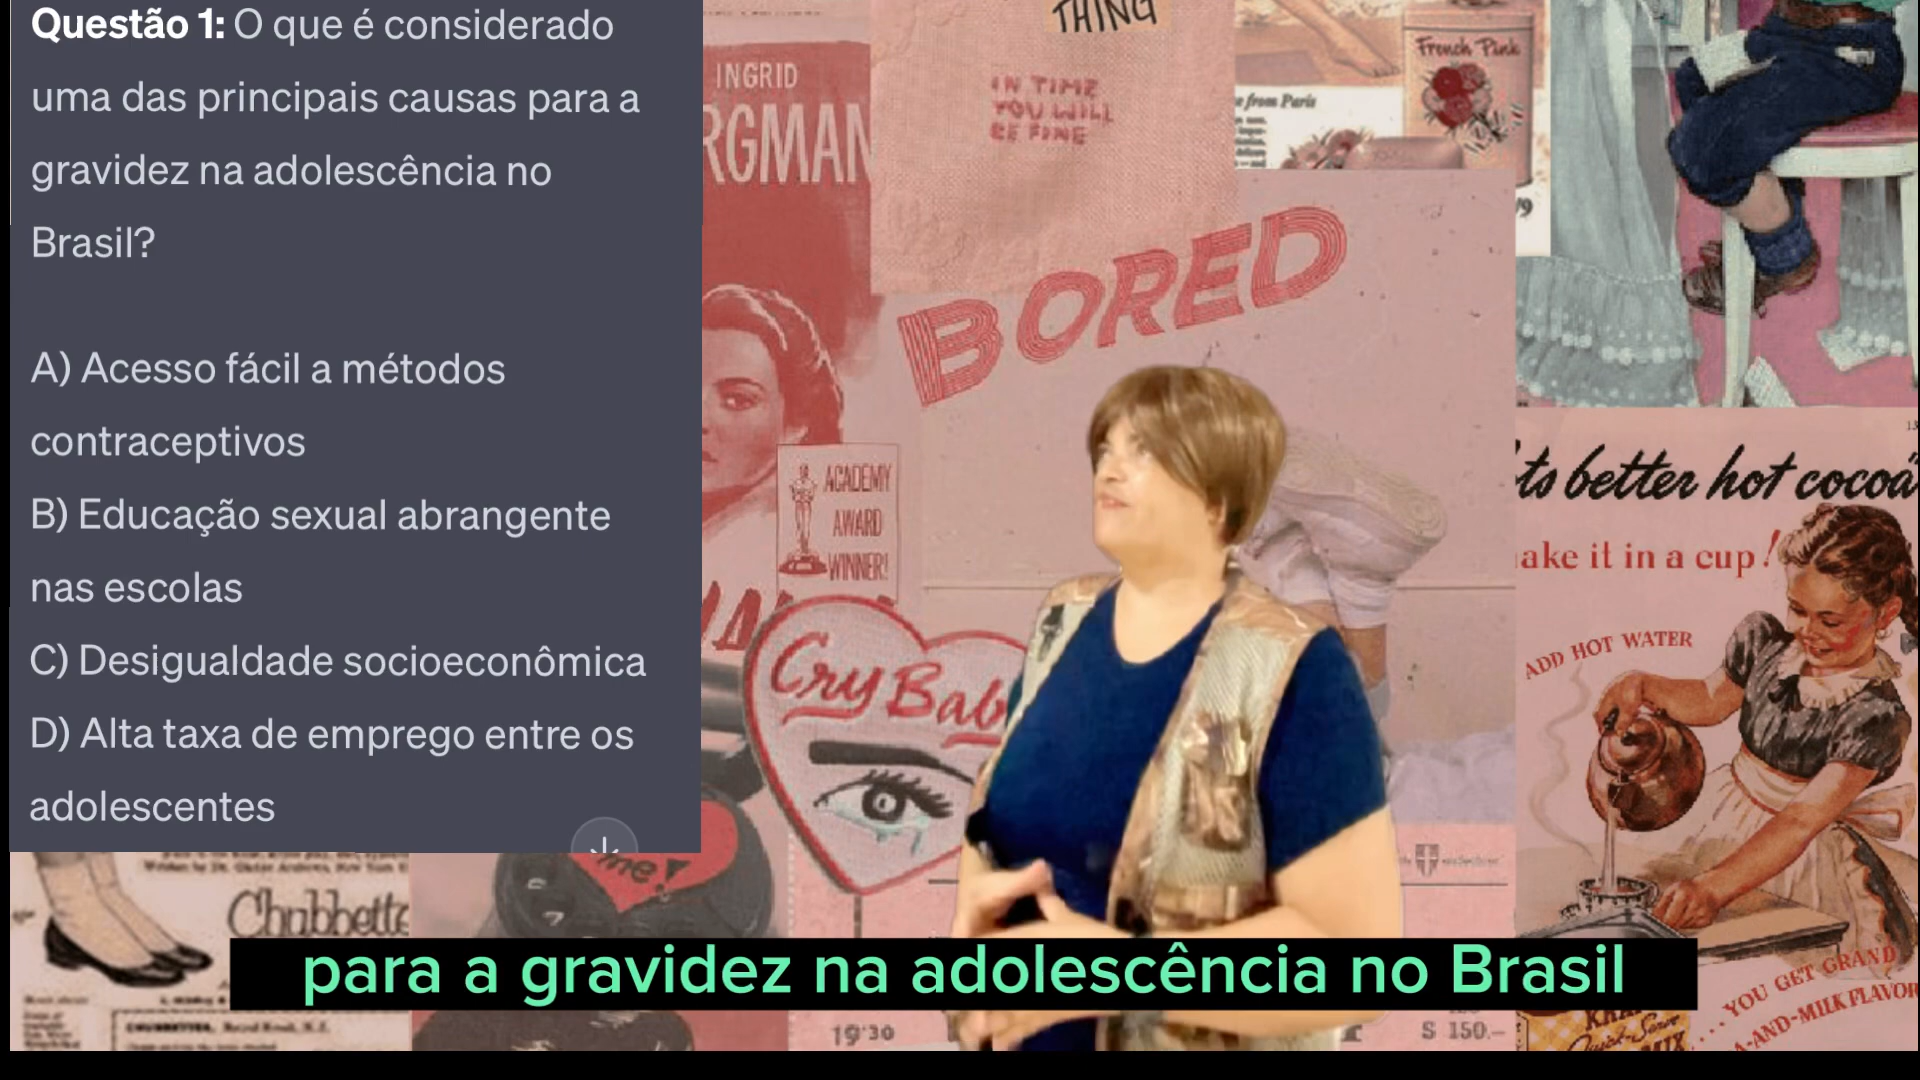 Questão 1: O que é considerado
uma das principais causas para a
gravidez na adolescência no
Brasil?
A) Acesso fácil a métodos
contraceptivos
B) Educação sexual abrangente
nas escolas
C) Desigualdade socioeconômica
D) Alta taxa de emprego entre os
adolescentes
THING
INGRID
RGMAN
IN TIME
YOU WILL
BE FINE
French Pink
e from Paris
BORED
ACADEMY
AWARD
WINNER!
Cry Bab
ts better hot cocoa
ake it in a cup!
ADD HOT WATER
me!
Chubbette
para a gravidez na adolescência no Brasil
YOU GET GRAND
A-AND-MILK FLAVOR
19'30
S 150.-